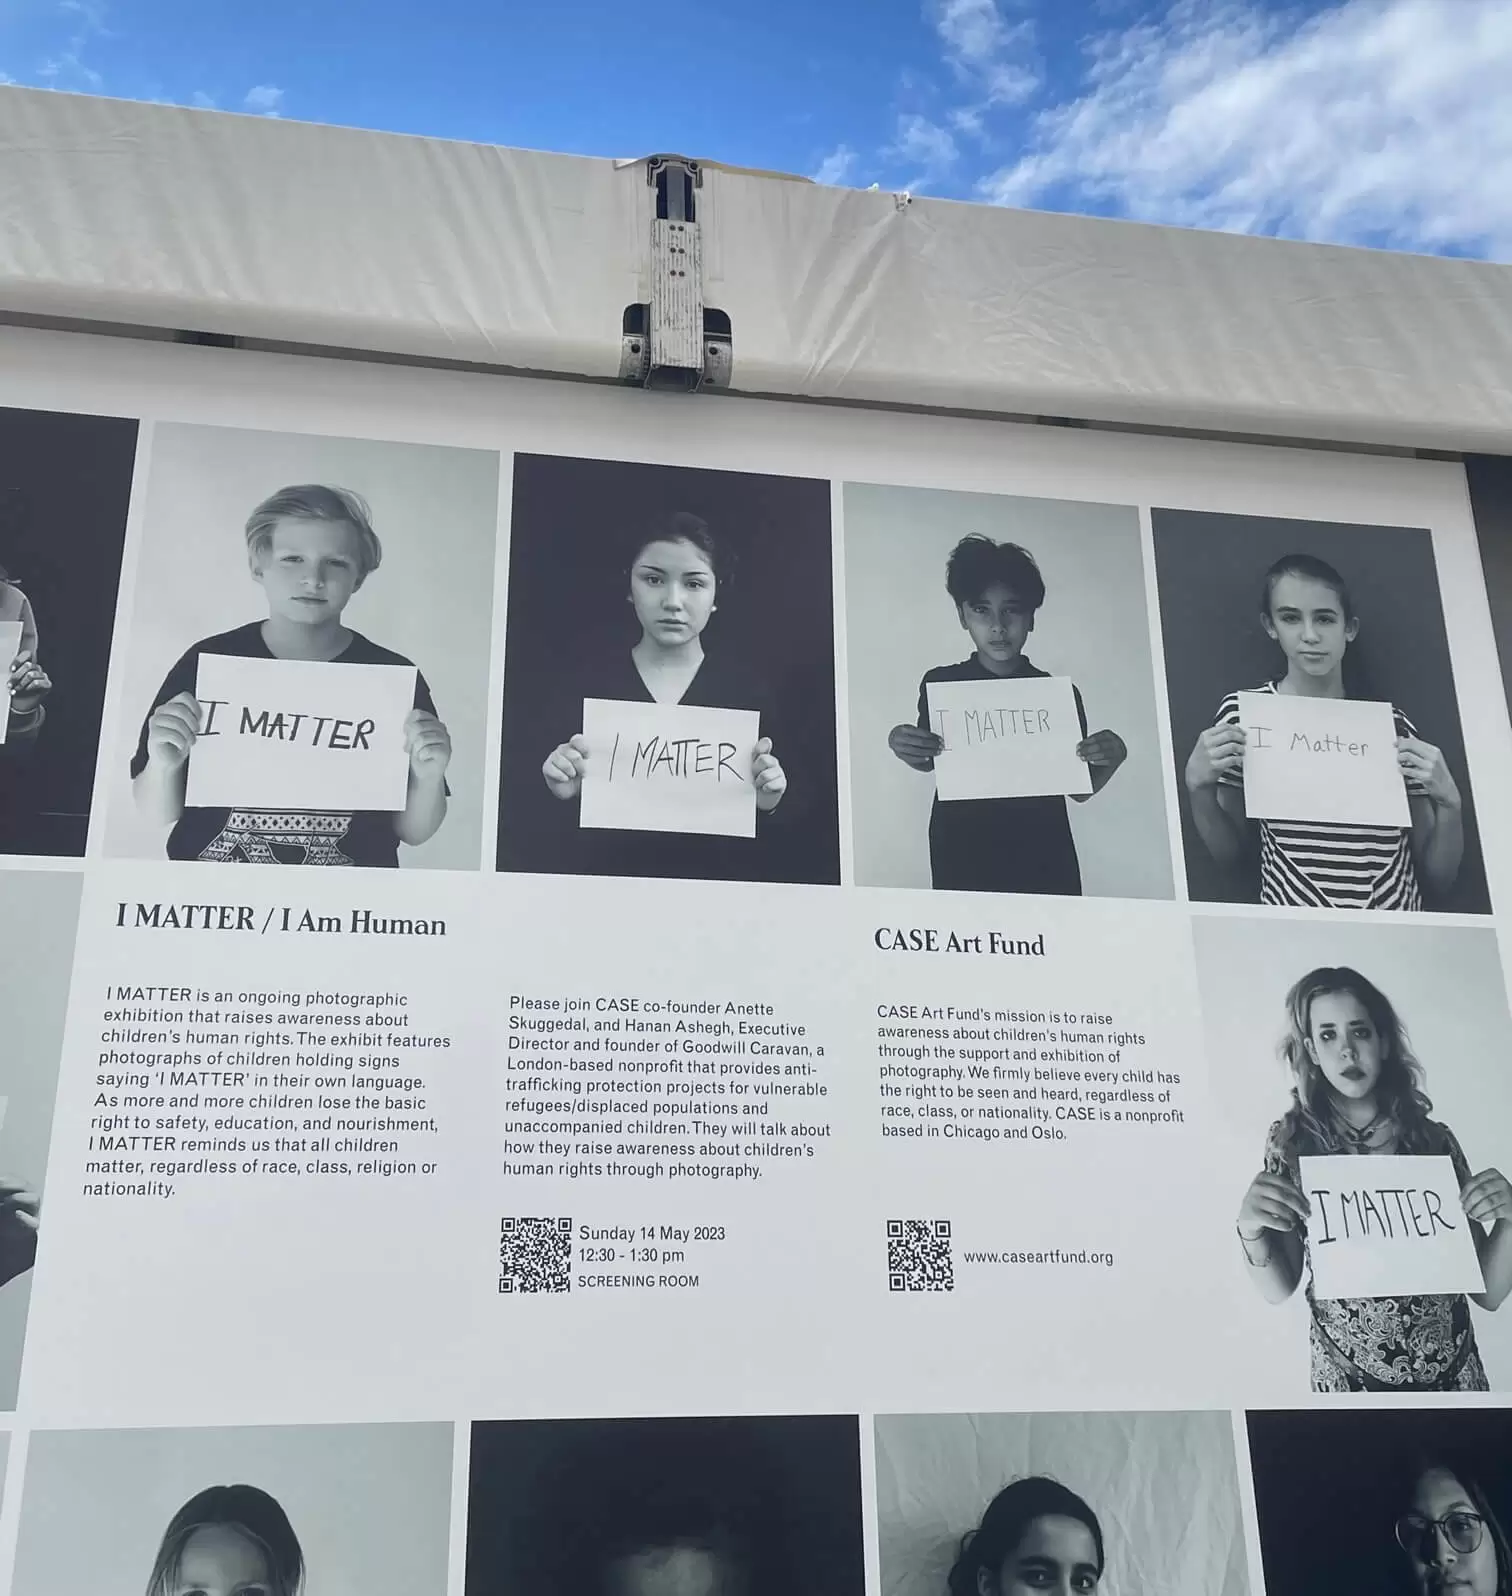 I MATTER
I MATTER
I MATTER
I Matter
I MATTER / I Am Human
I MATTER is an ongoing photographic
exhibition that raises awareness about
children's human rights. The exhibit features
photographs of children holding signs
saying ‘I MATTER’ in their own language.
As more and more children lose the basic
right to safety, education, and nourishment,
I MATTER reminds us that all children
matter, regardless of race, class, religion or
nationality.
Please join CASE co-founder Anette
Skuggedal, and Hanan Ashegh, Executive
Director and founder of Goodwill Caravan, a
London-based nonprofit that provides anti-
trafficking protection projects for vulnerable
refugees/displaced populations and
unaccompanied children. They will talk about
how they raise awareness about children's
human rights through photography.
Sunday 14 May 2023
12:30 - 1:30 pm
SCREENING ROOM
CASE Art Fund
CASE Art Fund's mission is to raise
awareness about children's human rights
through the support and exhibition of
photography. We firmly believe every child has
the right to be seen and heard, regardless of
race, class, or nationality. CASE is a nonprofit
based in Chicago and Oslo.
www.caseartfund.org
I MATTER